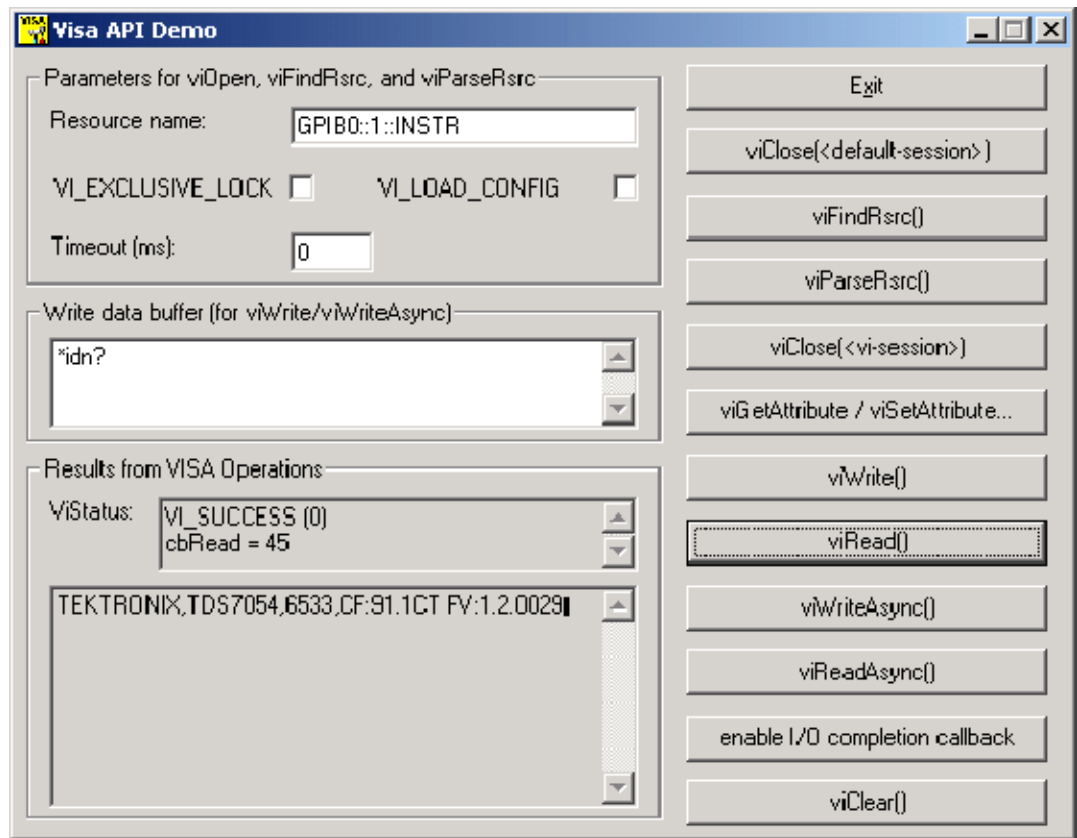 VISA
Visa API Demo
Parameters for viOpen, viFindRsrc, and viParseRsrc
Resource name:
GPIB0::1::INSTR
VI_EXCLUSIVE_LOCK
VI_LOAD_CONFIG
Timeout (ms):
0
Write data buffer (for viWrite/viWriteAsync)
*idn?
Results from VISA Operations
ViStatus:
VI_SUCCESS (0)
cbRead = 45
TEKTRONIX,TDS7054,6533,CF:91.1CT FV:1.2.0029
Exit
viClose(<default-session>)
viFindRsrc()
viParseRsrc()
viClose(<vi-session>)
viGetAttribute / viSetAttribute...
viWrite()
viRead()
viWriteAsync()
viReadAsync()
enable I/O completion callback
viClear()